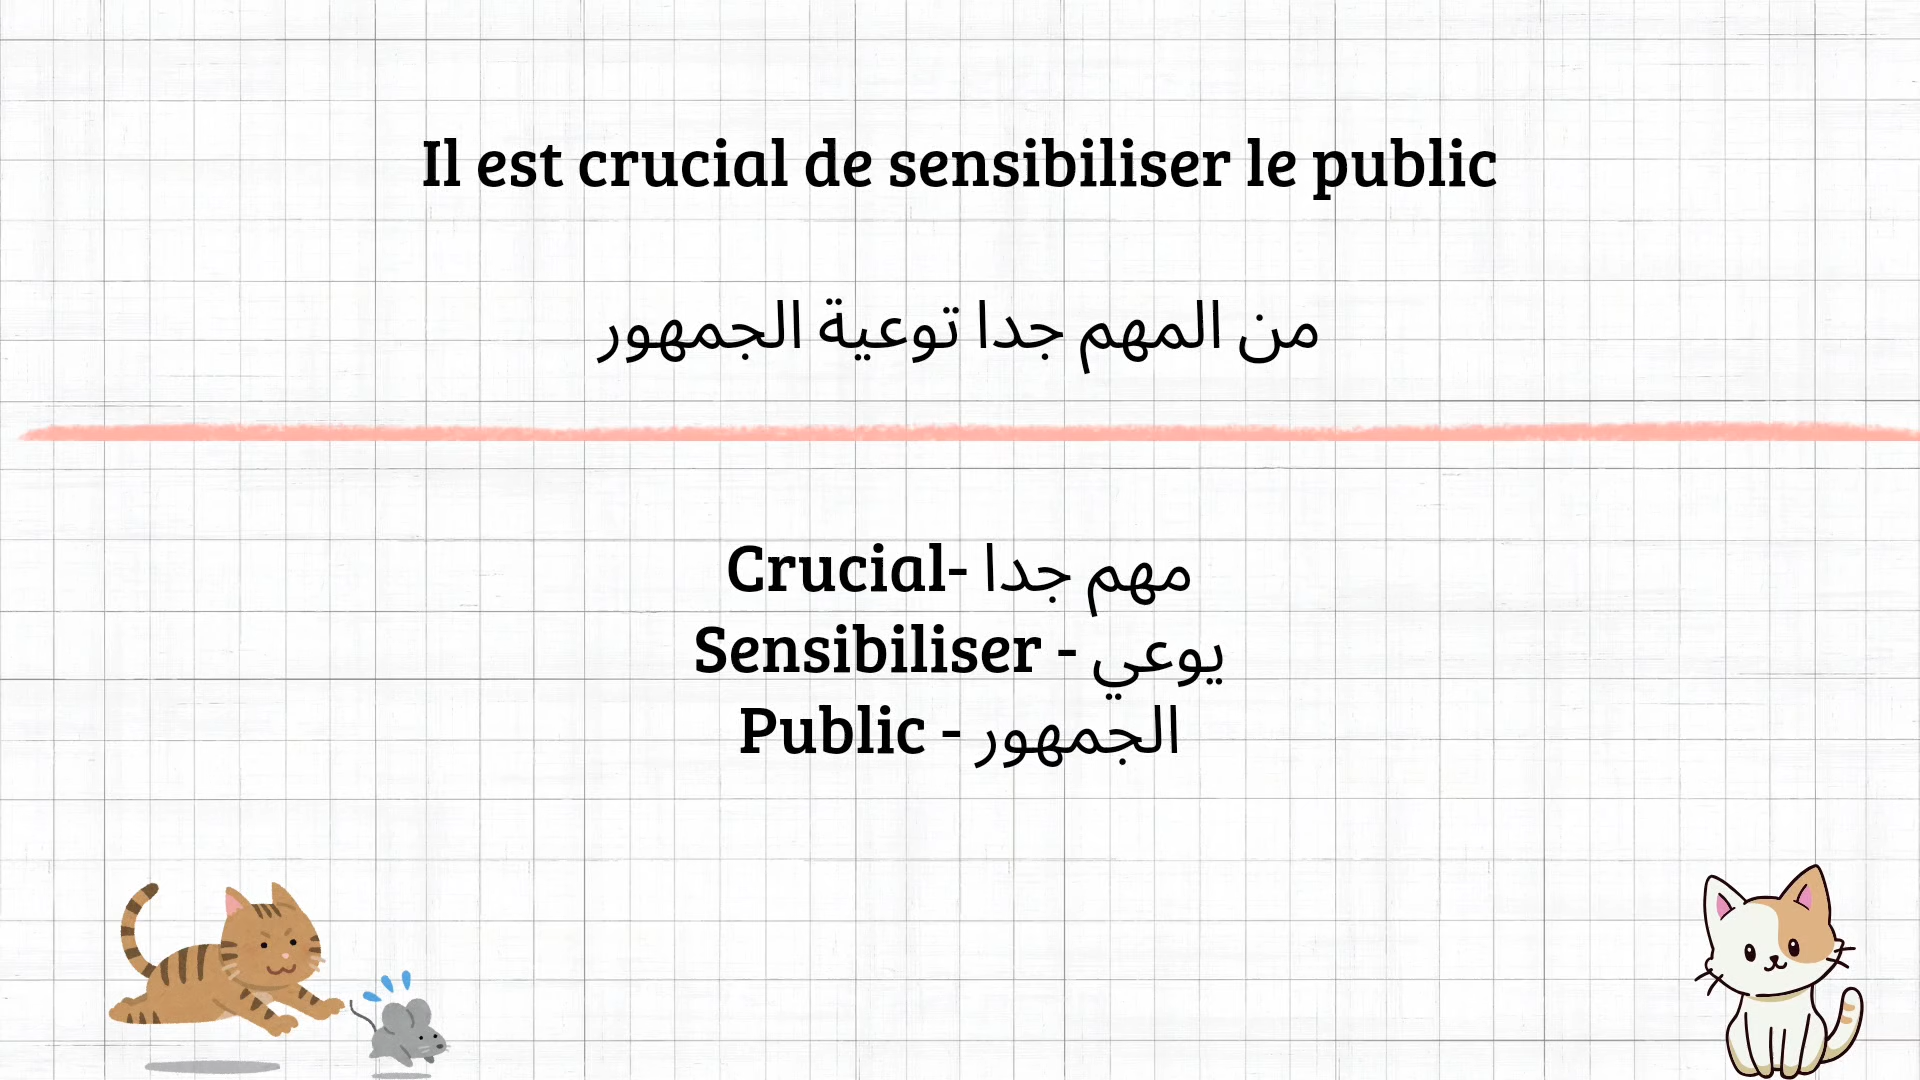 Il est crucial de sensibiliser le public
من المهم جدا توعية الجمهور
Crucial- مهم جدا
Sensibiliser - يوعي
Public - الجمهور